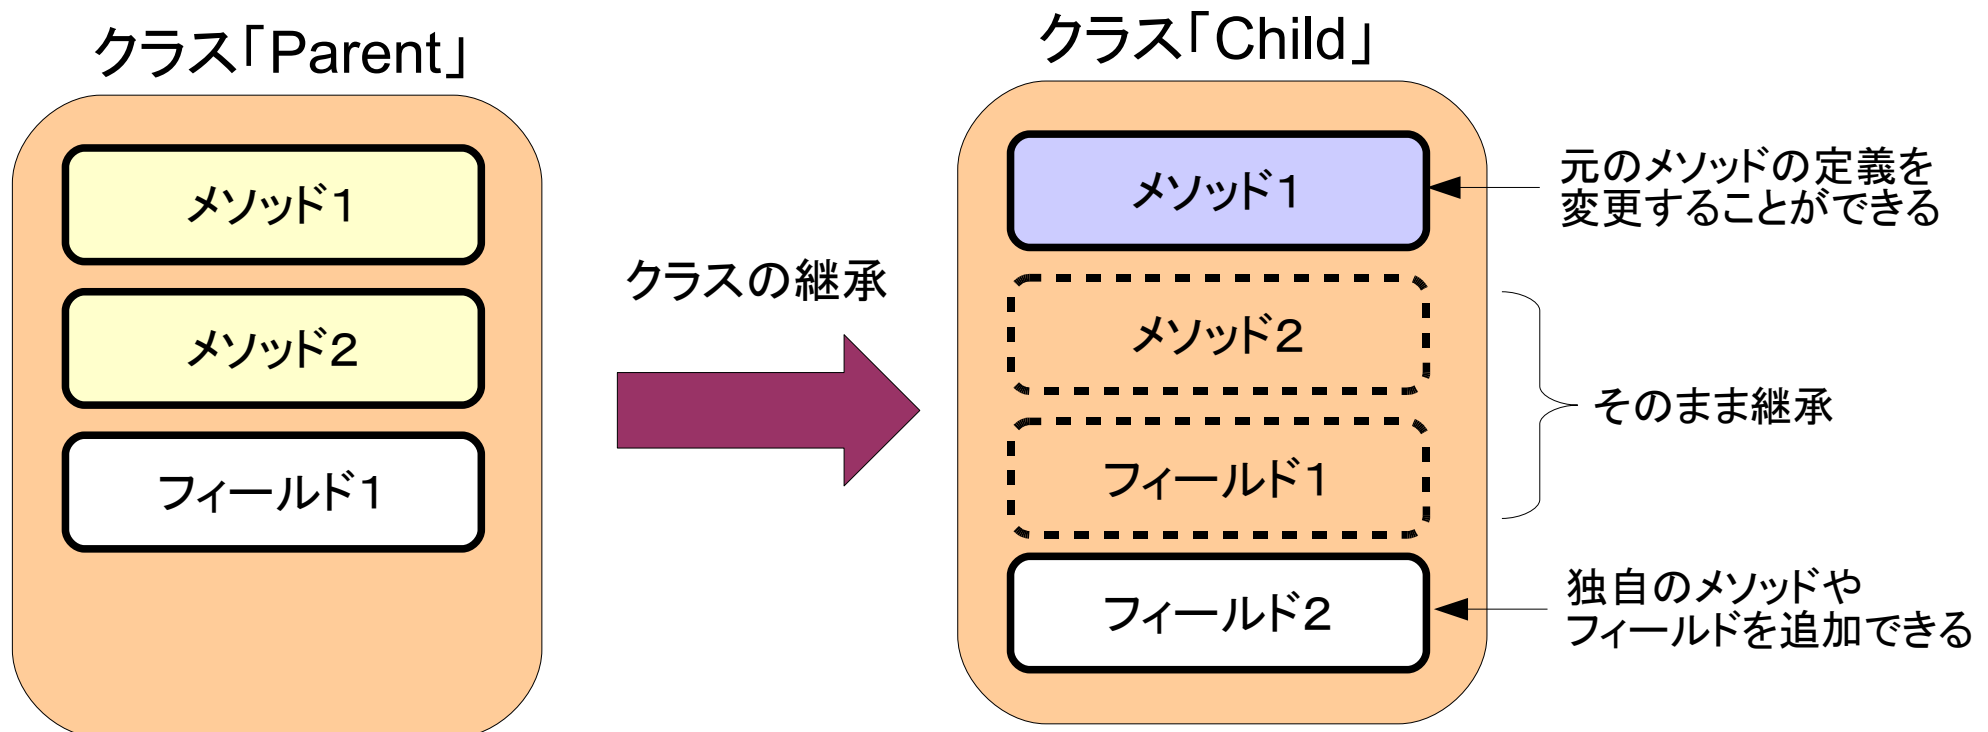 クラス「Parent」
メソッド1
メソッド2
フィールド1
クラスの継承
クラス「Child」
メソッド1
メソッド2
フィールド1
フィールド2
元のメソッドの定義を
変更することができる
そのまま継承
独自のメソッドや
フィールドを追加できる